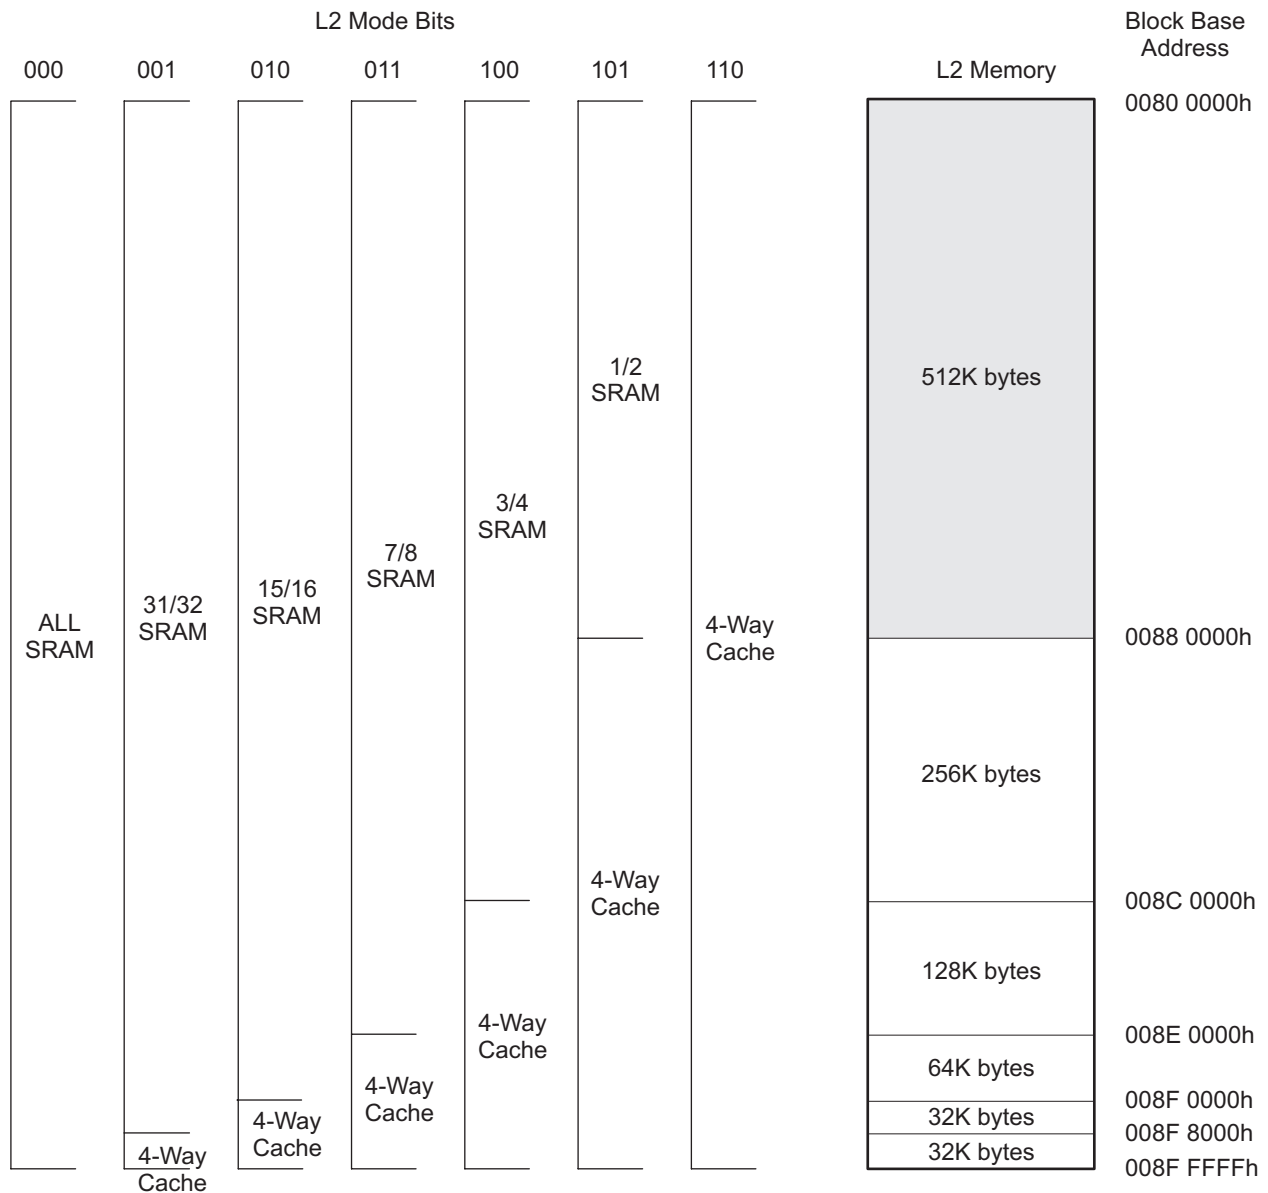 L2 Mode Bits
Block Base
Address
000 001 010 011 100 101 110 L2 Memory
0080 0000h
1/2
SRAM
512K bytes
3/4
SRAM
7/8
SRAM
15/16
SRAM
31/32
SRAM
ALL
SRAM
4-Way
Cache
0088 0000h
256K bytes
4-Way
Cache
008C 0000h
128K bytes
4-Way
Cache
008E 0000h
64K bytes
4-Way
Cache
008F 0000h
32K bytes
4-Way
Cache
008F 8000h
32K bytes
4-Way
Cache
008F FFFFh